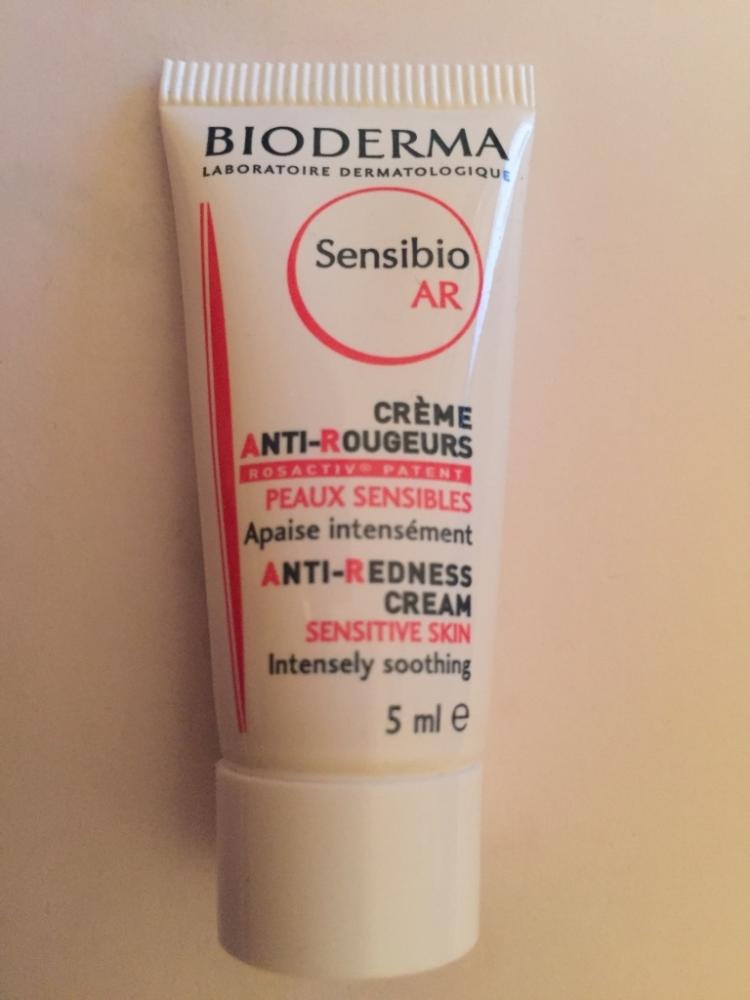 BIODERMA
LABORATOIRE DERMATOLOGIQUE
Sensibio
AR
CRÈME
ANTI-ROUGEURS
ROSACTIV® PATENT
PEAUX SENSIBLES
Apaise intensément
ANTI-REDNESS
CREAM
SENSITIVE SKIN
Intensely soothing
5 ml e